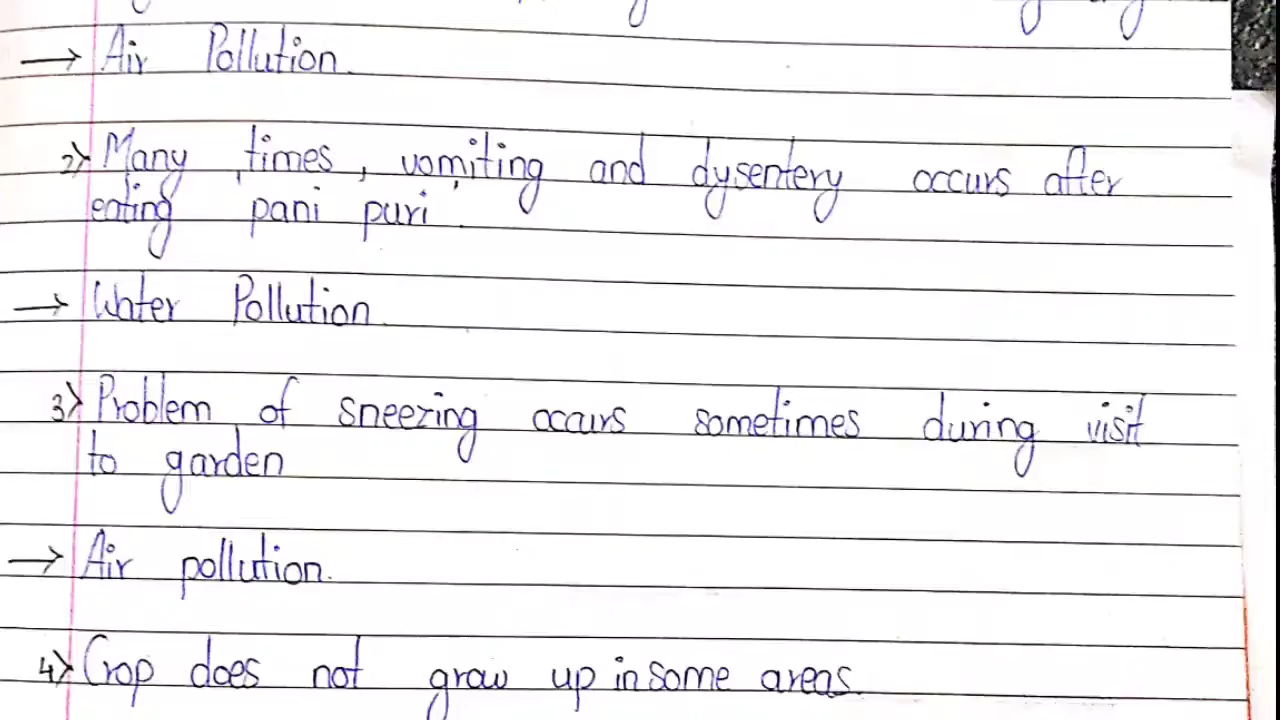 → Air Pollution.
2) Many times, vomiting and dysentery occurs after
eating pani puri.
→ Water Pollution.
3) Problem of sneezing occurs sometimes during visit
to garden
→ Air pollution.
4) Crop does not grow up in some areas.